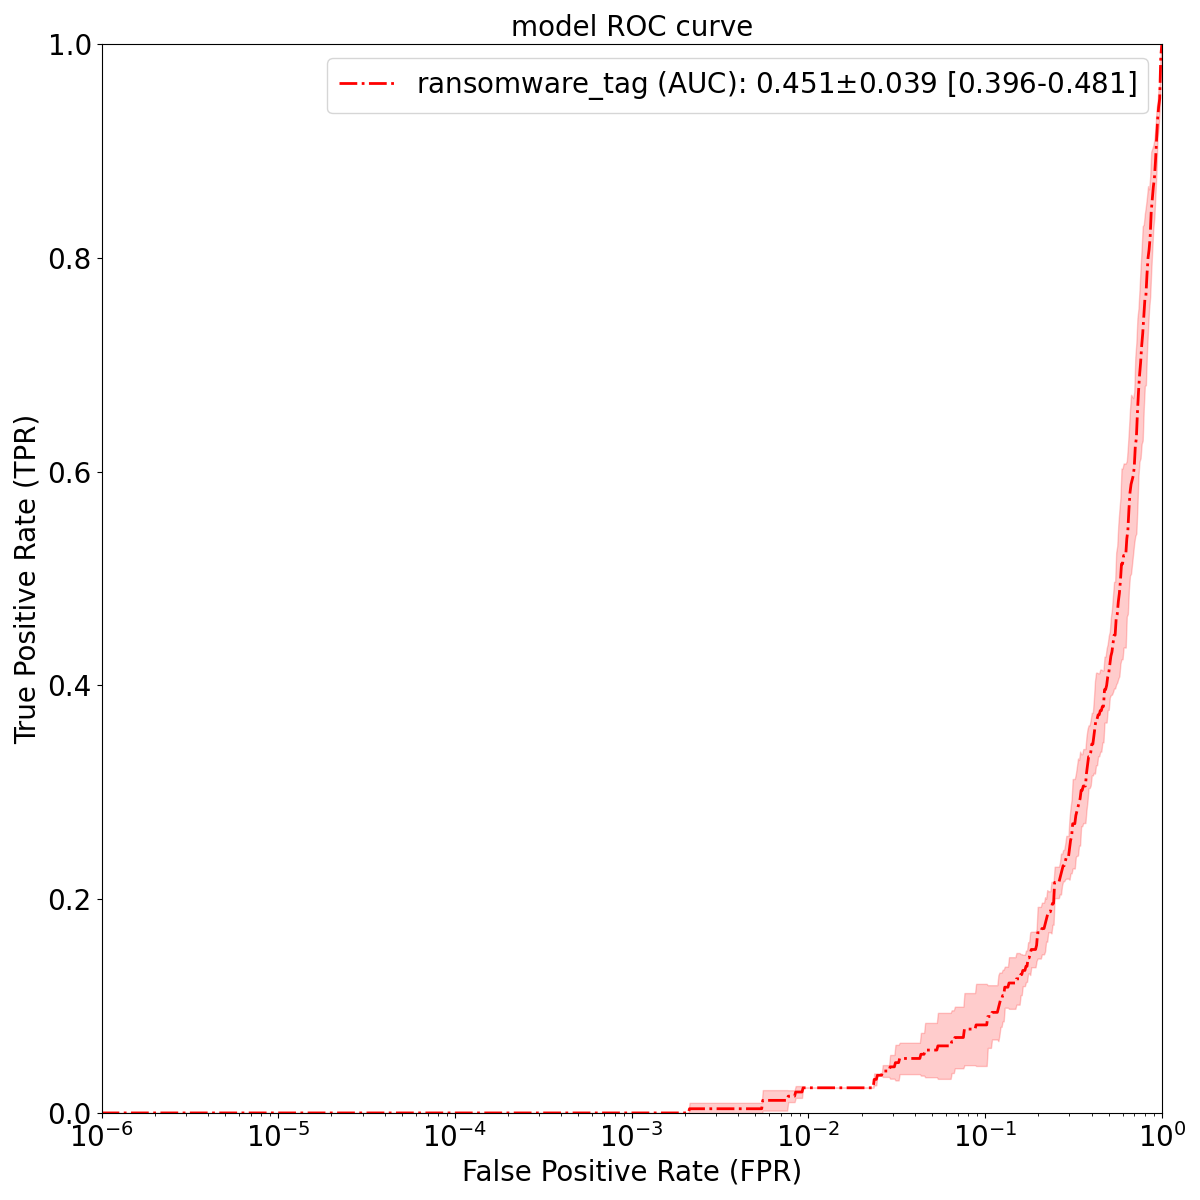 model ROC curve
ransomware_tag (AUC): 0.451±0.039 [0.396-0.481]
True Positive Rate (TPR)
1.0
0.8
0.6
0.4
0.2
0.0
10⁻⁶ 10⁻⁵ 10⁻⁴ 10⁻³ 10⁻² 10⁻¹ 10⁰
False Positive Rate (FPR)